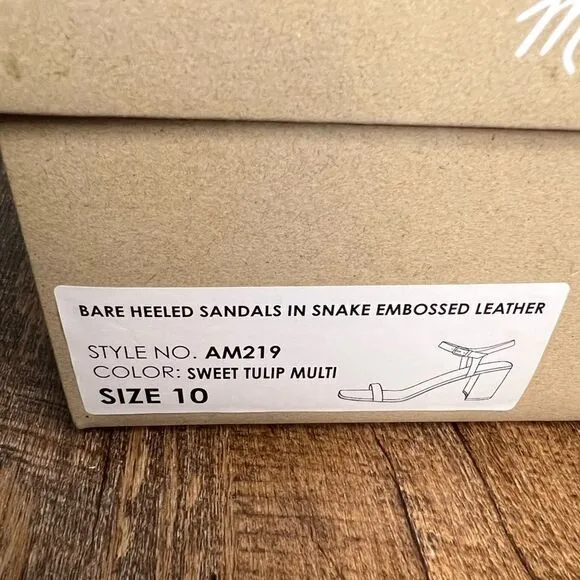 BARE HEELED SANDALS IN SNAKE EMBOSSED LEATHER
STYLE NO. AM219
COLOR: SWEET TULIP MULTI
SIZE 10